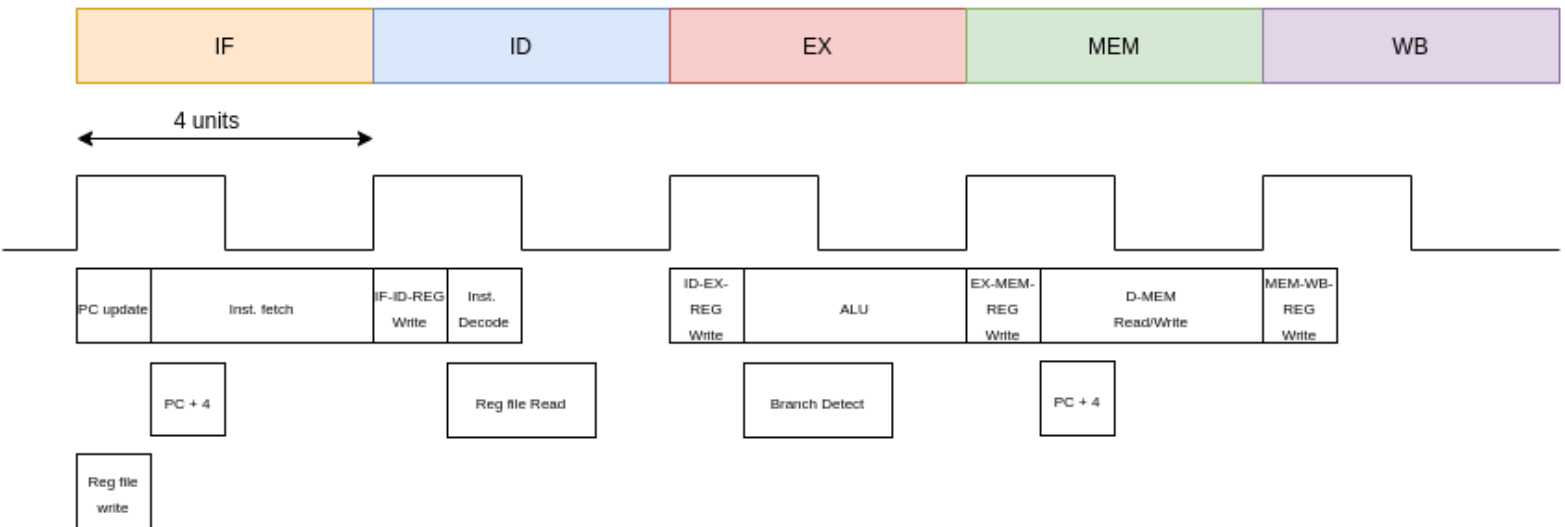 IF ID EX MEM WB
4 units
PC update
Inst. fetch
IF-ID-REG
Write
Inst.
Decode
ID-EX-
REG
Write
ALU
EX-MEM-
REG
Write
D-MEM
Read/Write
MEM-WB-
REG
Write
PC + 4
Reg file Read
Branch Detect
PC + 4
Reg file
write